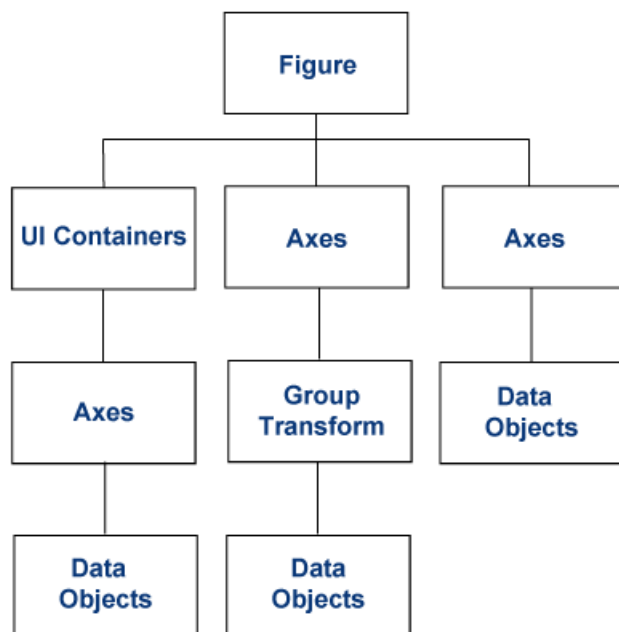 Figure
UI Containers
Axes
Axes
Axes
Group
Transform
Data
Objects
Data
Objects
Data
Objects